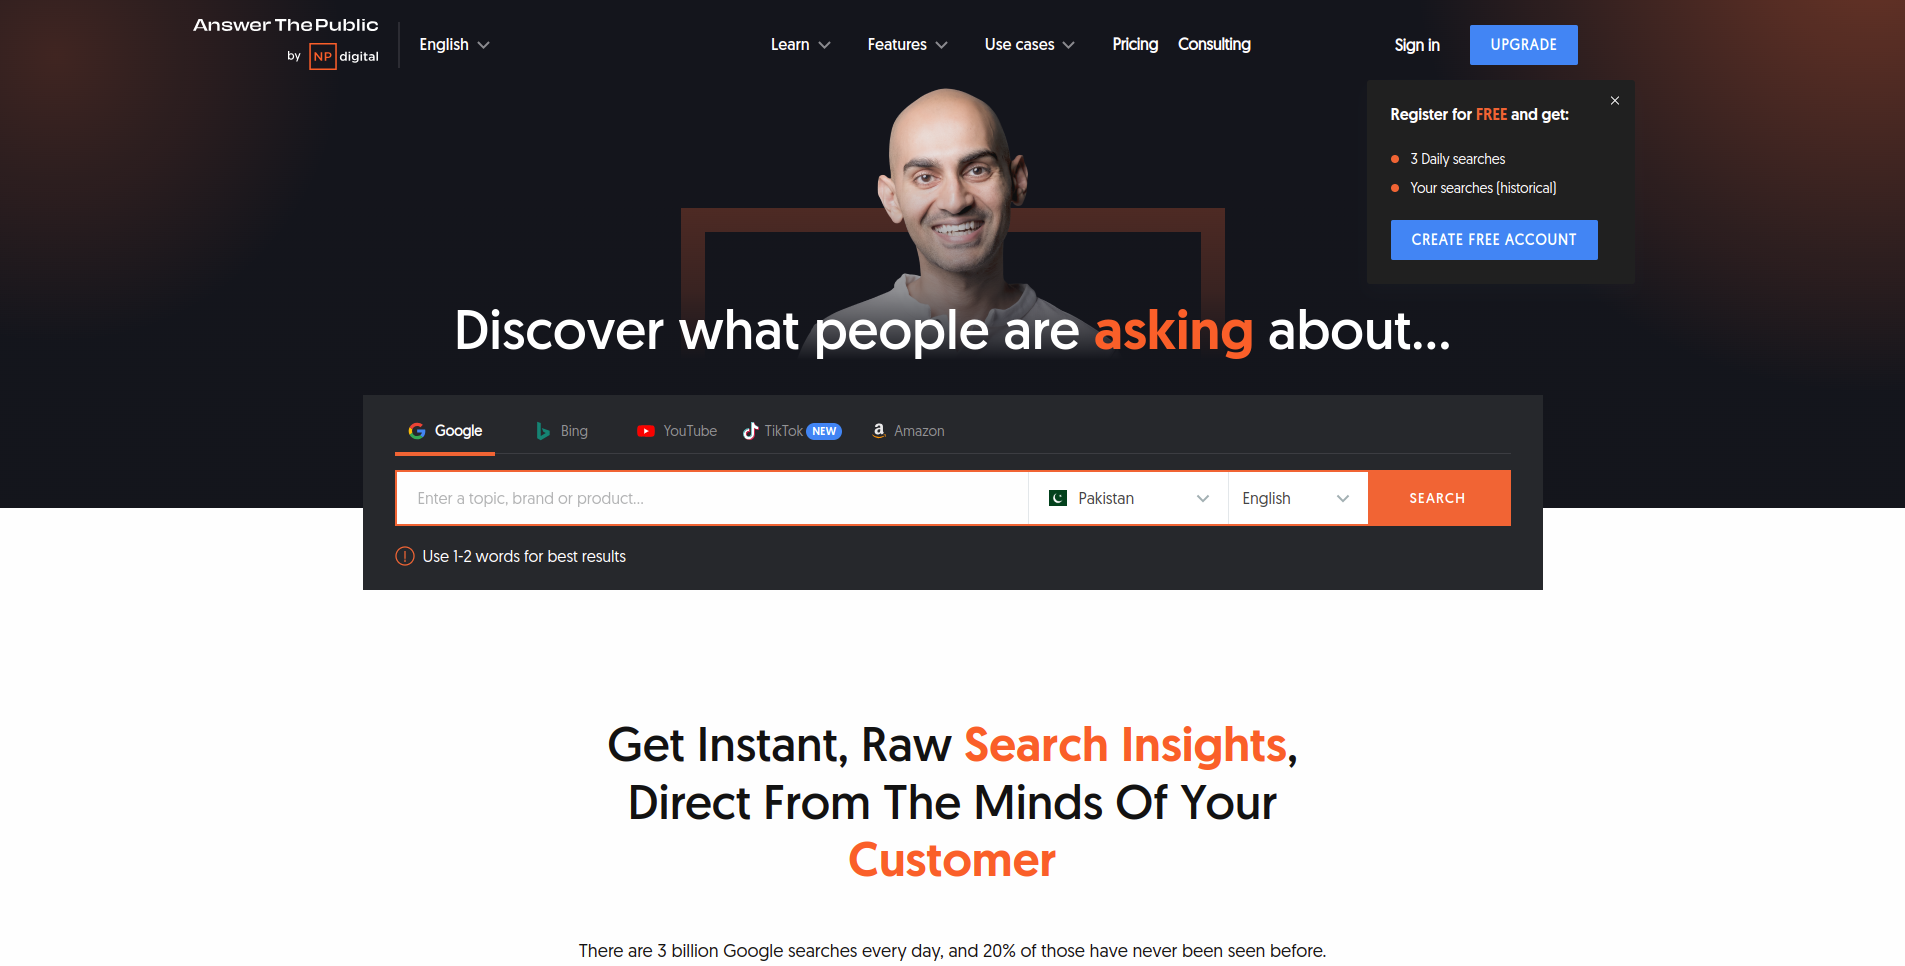 Answer The Public
by NP digital
English
Learn
Features
Use cases
Pricing
Consulting
Sign in
UPGRADE
Register for FREE and get:
3 Daily searches
Your searches (historical)
CREATE FREE ACCOUNT
Discover what people are asking about...
Google
Bing
YouTube
TikTok NEW
Amazon
Enter a topic, brand or product...
Pakistan
English
SEARCH
Use 1-2 words for best results
Get Instant, Raw Search Insights,
Direct From The Minds Of Your
Customer
There are 3 billion Google searches every day, and 20% of those have never been seen before.